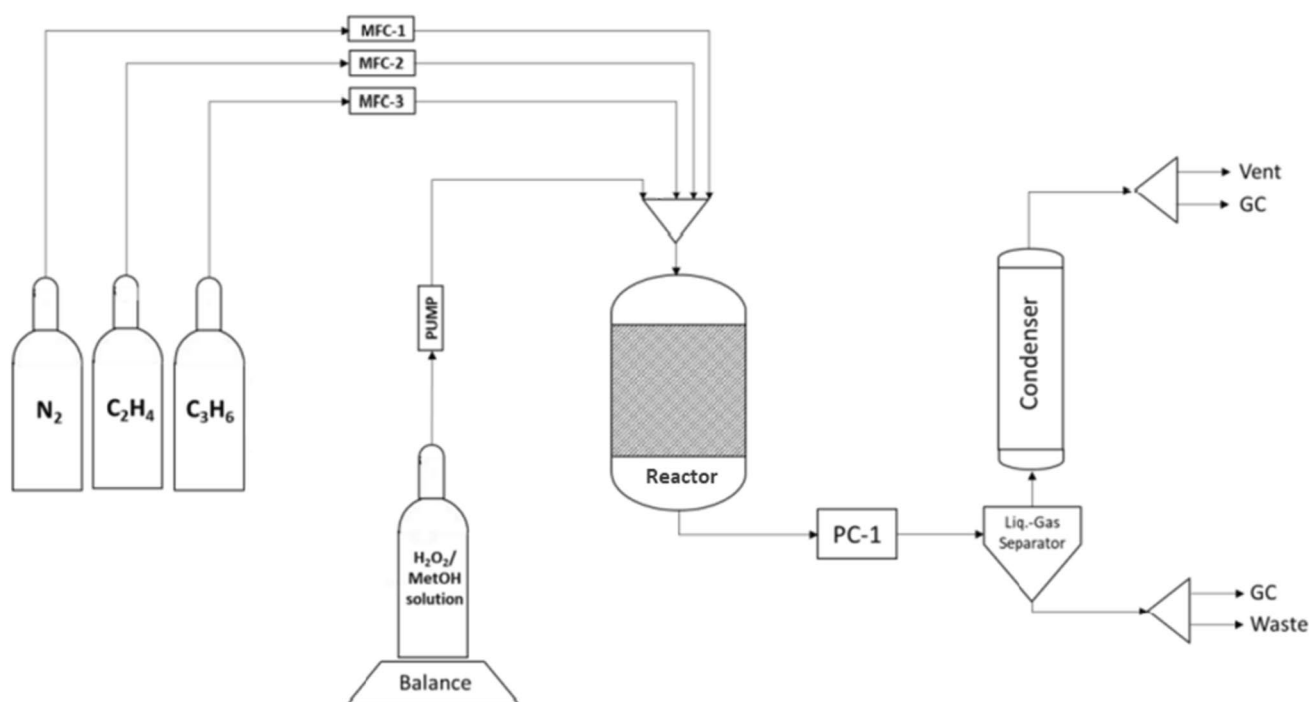 MFC-1
MFC-2
MFC-3
Vent
GC
PUMP
Condenser
N₂
C₂H₄
C₃H₆
Reactor
PC-1
Liq.-Gas
Separator
H₂O₂/
MetOH
solution
GC
Waste
Balance